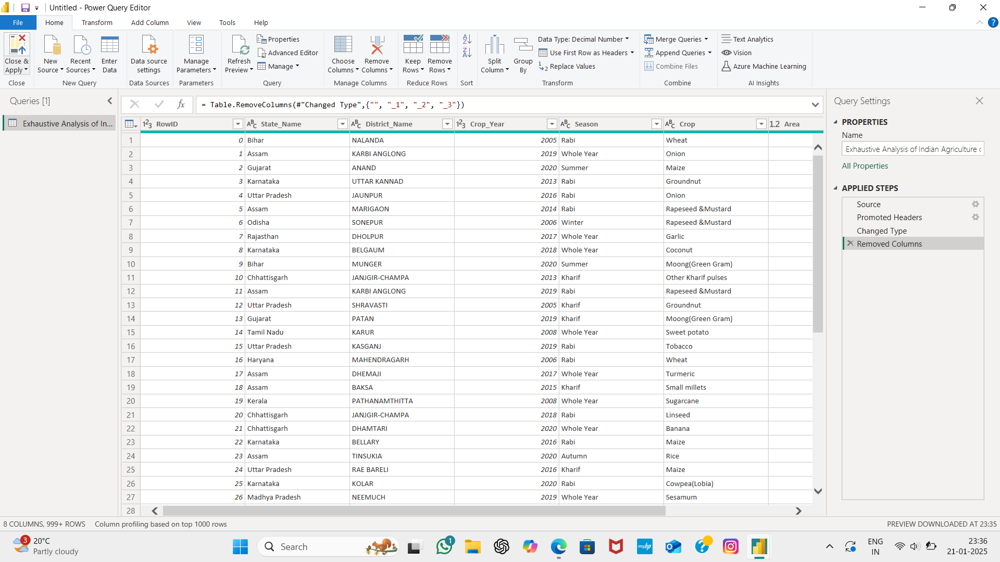 Untitled - Power Query Editor
File Home Transform Add Column View Tools Help
Close & Apply
New Source
Recent Sources
Enter Data
Data source settings
Manage Parameters
Refresh Preview
Properties
Advanced Editor
Manage
Choose Columns
Remove Columns
Keep Rows
Remove Rows
Split Column
Group By
Data Type: Decimal Number
Use First Row as Headers
Replace Values
Merge Queries
Append Queries
Combine Files
Text Analytics
Vision
Azure Machine Learning
Close New Query Data Sources Parameters Query Manage Columns Reduce Rows Sort Transform Combine AI Insights
Queries [1]
Exhaustive Analysis of In...
fx = Table.RemoveColumns(#"Changed Type",{"", "_1", "_2", "_3"})
RowID State_Name District_Name Crop_Year Season Crop 1.2 Area
1 0 Bihar NALANDA 2005 Rabi Wheat
2 1 Assam KARBI ANGLONG 2019 Whole Year Onion
3 2 Gujarat ANAND 2020 Summer Maize
4 3 Karnataka UTTAR KANNAD 2013 Rabi Groundnut
5 4 Uttar Pradesh JAUNPUR 2016 Rabi Onion
6 5 Assam MARIGAON 2014 Rabi Rapeseed &Mustard
7 6 Odisha SONEPUR 2006 Winter Rapeseed &Mustard
8 7 Rajasthan DHOLPUR 2017 Whole Year Garlic
9 8 Karnataka BELGAUM 2018 Whole Year Coconut
10 9 Bihar MUNGER 2020 Summer Moong(Green Gram)
11 10 Chhattisgarh JANJGIR-CHAMPA 2013 Kharif Other Kharif pulses
12 11 Assam KARBI ANGLONG 2019 Rabi Rapeseed &Mustard
13 12 Uttar Pradesh SHRAVASTI 2005 Kharif Groundnut
14 13 Gujarat PATAN 2019 Kharif Moong(Green Gram)
15 14 Tamil Nadu KARUR 2008 Whole Year Sweet potato
16 15 Uttar Pradesh KASGANJ 2019 Rabi Tobacco
17 16 Haryana MAHENDRAGARH 2006 Rabi Wheat
18 17 Assam DHEMAJI 2017 Whole Year Turmeric
19 18 Assam BAKSA 2015 Kharif Small millets
20 19 Kerala PATHANAMTHITTA 2008 Whole Year Sugarcane
21 20 Chhattisgarh JANJGIR-CHAMPA 2018 Rabi Linseed
22 21 Chhattisgarh DHAMTARI 2020 Whole Year Banana
23 22 Karnataka BELLARY 2016 Rabi Maize
24 23 Assam TINSUKIA 2020 Autumn Rice
25 24 Uttar Pradesh RAE BARELI 2016 Kharif Maize
26 25 Karnataka KOLAR 2020 Rabi Cowpea(Lobia)
27 26 Madhya Pradesh NEEMUCH 2019 Whole Year Sesamum
28
Query Settings
PROPERTIES
Name
Exhaustive Analysis of Indian Agriculture
All Properties
APPLIED STEPS
Source
Promoted Headers
Changed Type
Removed Columns
8 COLUMNS, 999+ ROWS Column profiling based on top 1000 rows PREVIEW DOWNLOADED AT 23:35
3 20°C
Partly cloudy
Search
1
myhp
ENG
IN
23:36
21-01-2025